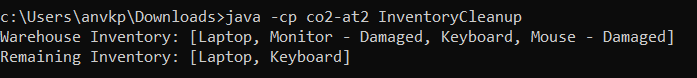 c:\Users\anvkp\Downloads>java -cp co2-at2 InventoryCleanup
Warehouse Inventory: [Laptop, Monitor - Damaged, Keyboard, Mouse - Damaged]
Remaining Inventory: [Laptop, Keyboard]